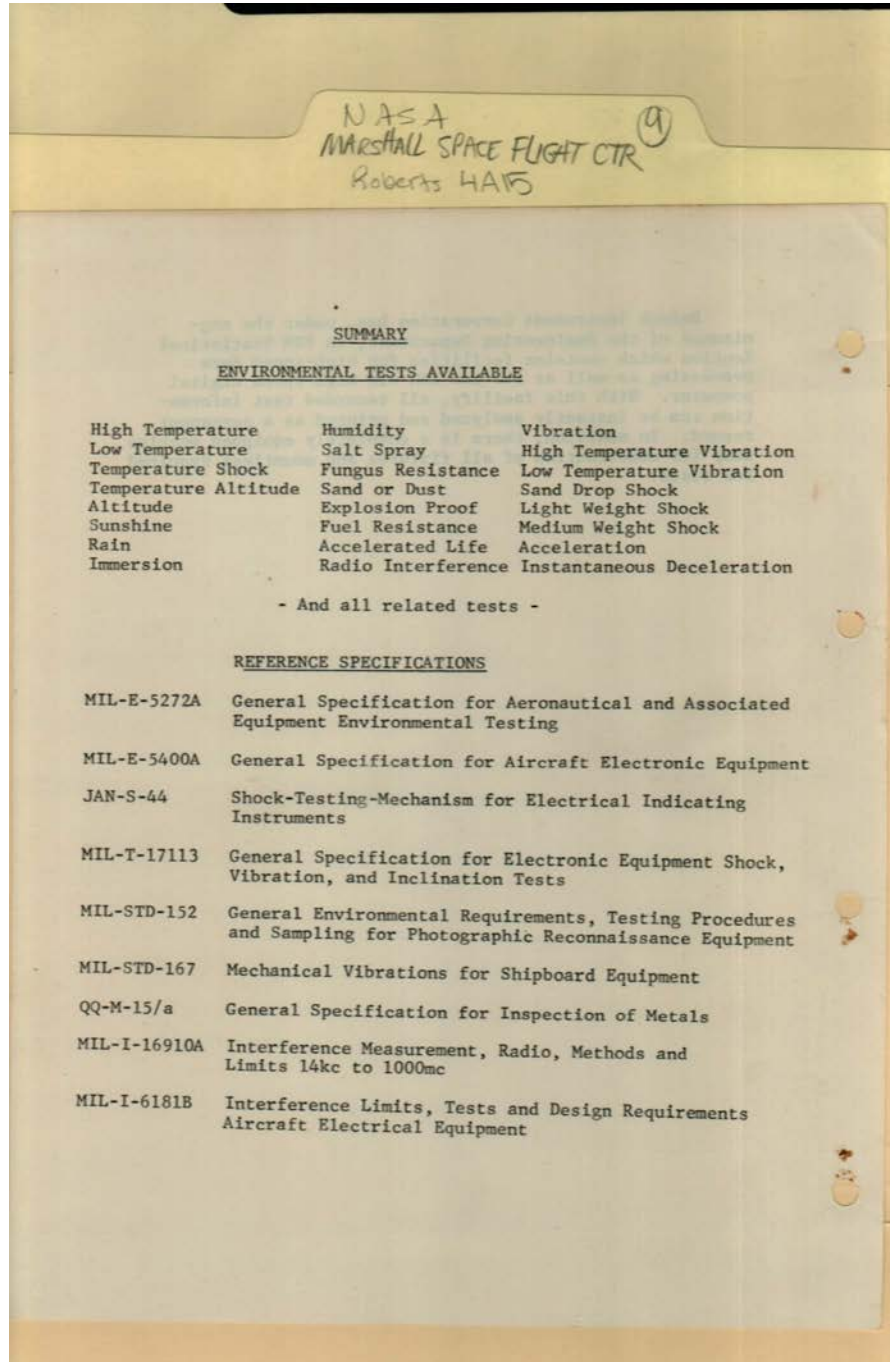 NASA
MARSHALL SPACE FLIGHT CTR 9
Roberts 4A15
SUMMARY
ENVIRONMENTAL TESTS AVAILABLE
High Temperature Humidity Vibration
Low Temperature Salt Spray High Temperature Vibration
Temperature Shock Fungus Resistance Low Temperature Vibration
Temperature Altitude Sand or Dust Sand Drop Shock
Altitude Explosion Proof Light Weight Shock
Sunshine Fuel Resistance Medium Weight Shock
Rain Accelerated Life Acceleration
Immersion Radio Interference Instantaneous Deceleration
- And all related tests -
REFERENCE SPECIFICATIONS
MIL-E-5272A General Specification for Aeronautical and Associated
Equipment Environmental Testing
MIL-E-5400A General Specification for Aircraft Electronic Equipment
JAN-S-44 Shock-Testing-Mechanism for Electrical Indicating
Instruments
MIL-T-17113 General Specification for Electronic Equipment Shock,
Vibration, and Inclination Tests
MIL-STD-152 General Environmental Requirements, Testing Procedures
and Sampling for Photographic Reconnaissance Equipment
MIL-STD-167 Mechanical Vibrations for Shipboard Equipment
QQ-M-15/a General Specification for Inspection of Metals
MIL-I-16910A Interference Measurement, Radio, Methods and
Limits 14kc to 1000mc
MIL-I-6181B Interference Limits, Tests and Design Requirements
Aircraft Electrical Equipment